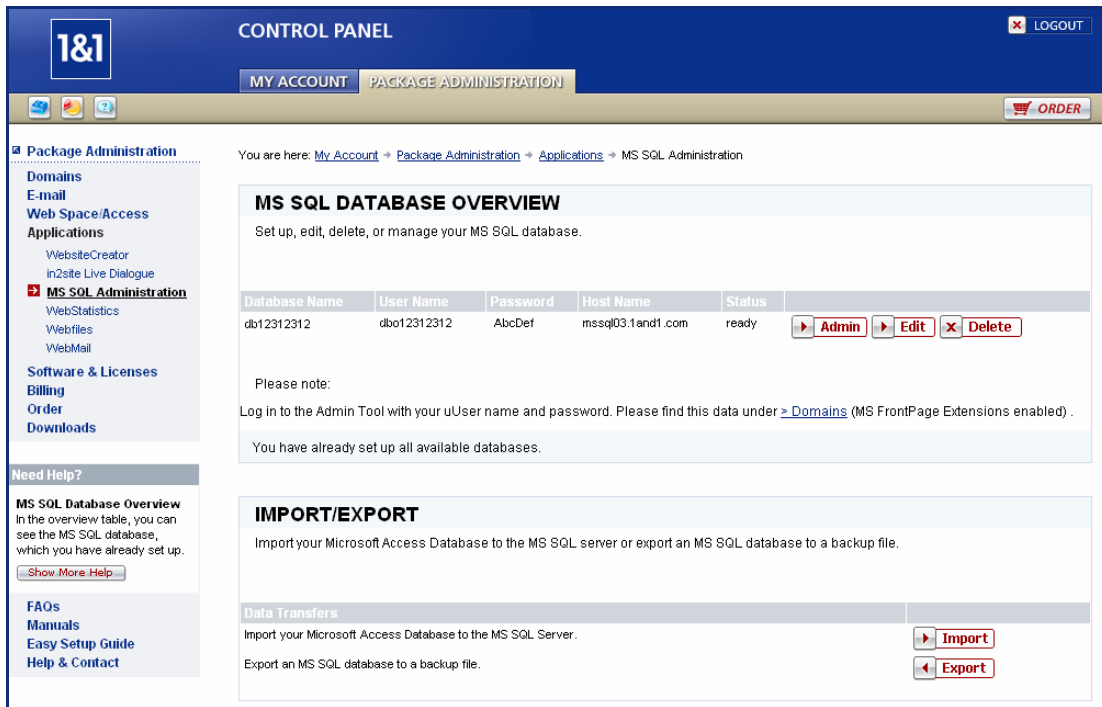 1&1
CONTROL PANEL
LOGOUT
MY ACCOUNT
PACKAGE ADMINISTRATION
ORDER
Package Administration
Domains
E-mail
Web Space/Access
Applications
WebsiteCreator
in2site Live Dialogue
MS SQL Administration
WebStatistics
Webfiles
WebMail
Software & Licenses
Billing
Order
Downloads
Need Help?
MS SQL Database Overview
In the overview table, you can
see the MS SQL database,
which you have already set up.
Show More Help
FAQs
Manuals
Easy Setup Guide
Help & Contact
You are here: My Account → Package Administration → Applications → MS SQL Administration
MS SQL DATABASE OVERVIEW
Set up, edit, delete, or manage your MS SQL database.
Database Name User Name Password Host Name Status
db12312312 dbo12312312 AbcDef mssql03.1and1.com ready Admin Edit Delete
Please note:
Log in to the Admin Tool with your uUser name and password. Please find this data under > Domains (MS FrontPage Extensions enabled) .
You have already set up all available databases.
IMPORT/EXPORT
Import your Microsoft Access Database to the MS SQL server or export an MS SQL database to a backup file.
Data Transfers
Import your Microsoft Access Database to the MS SQL Server. Import
Export an MS SQL database to a backup file. Export